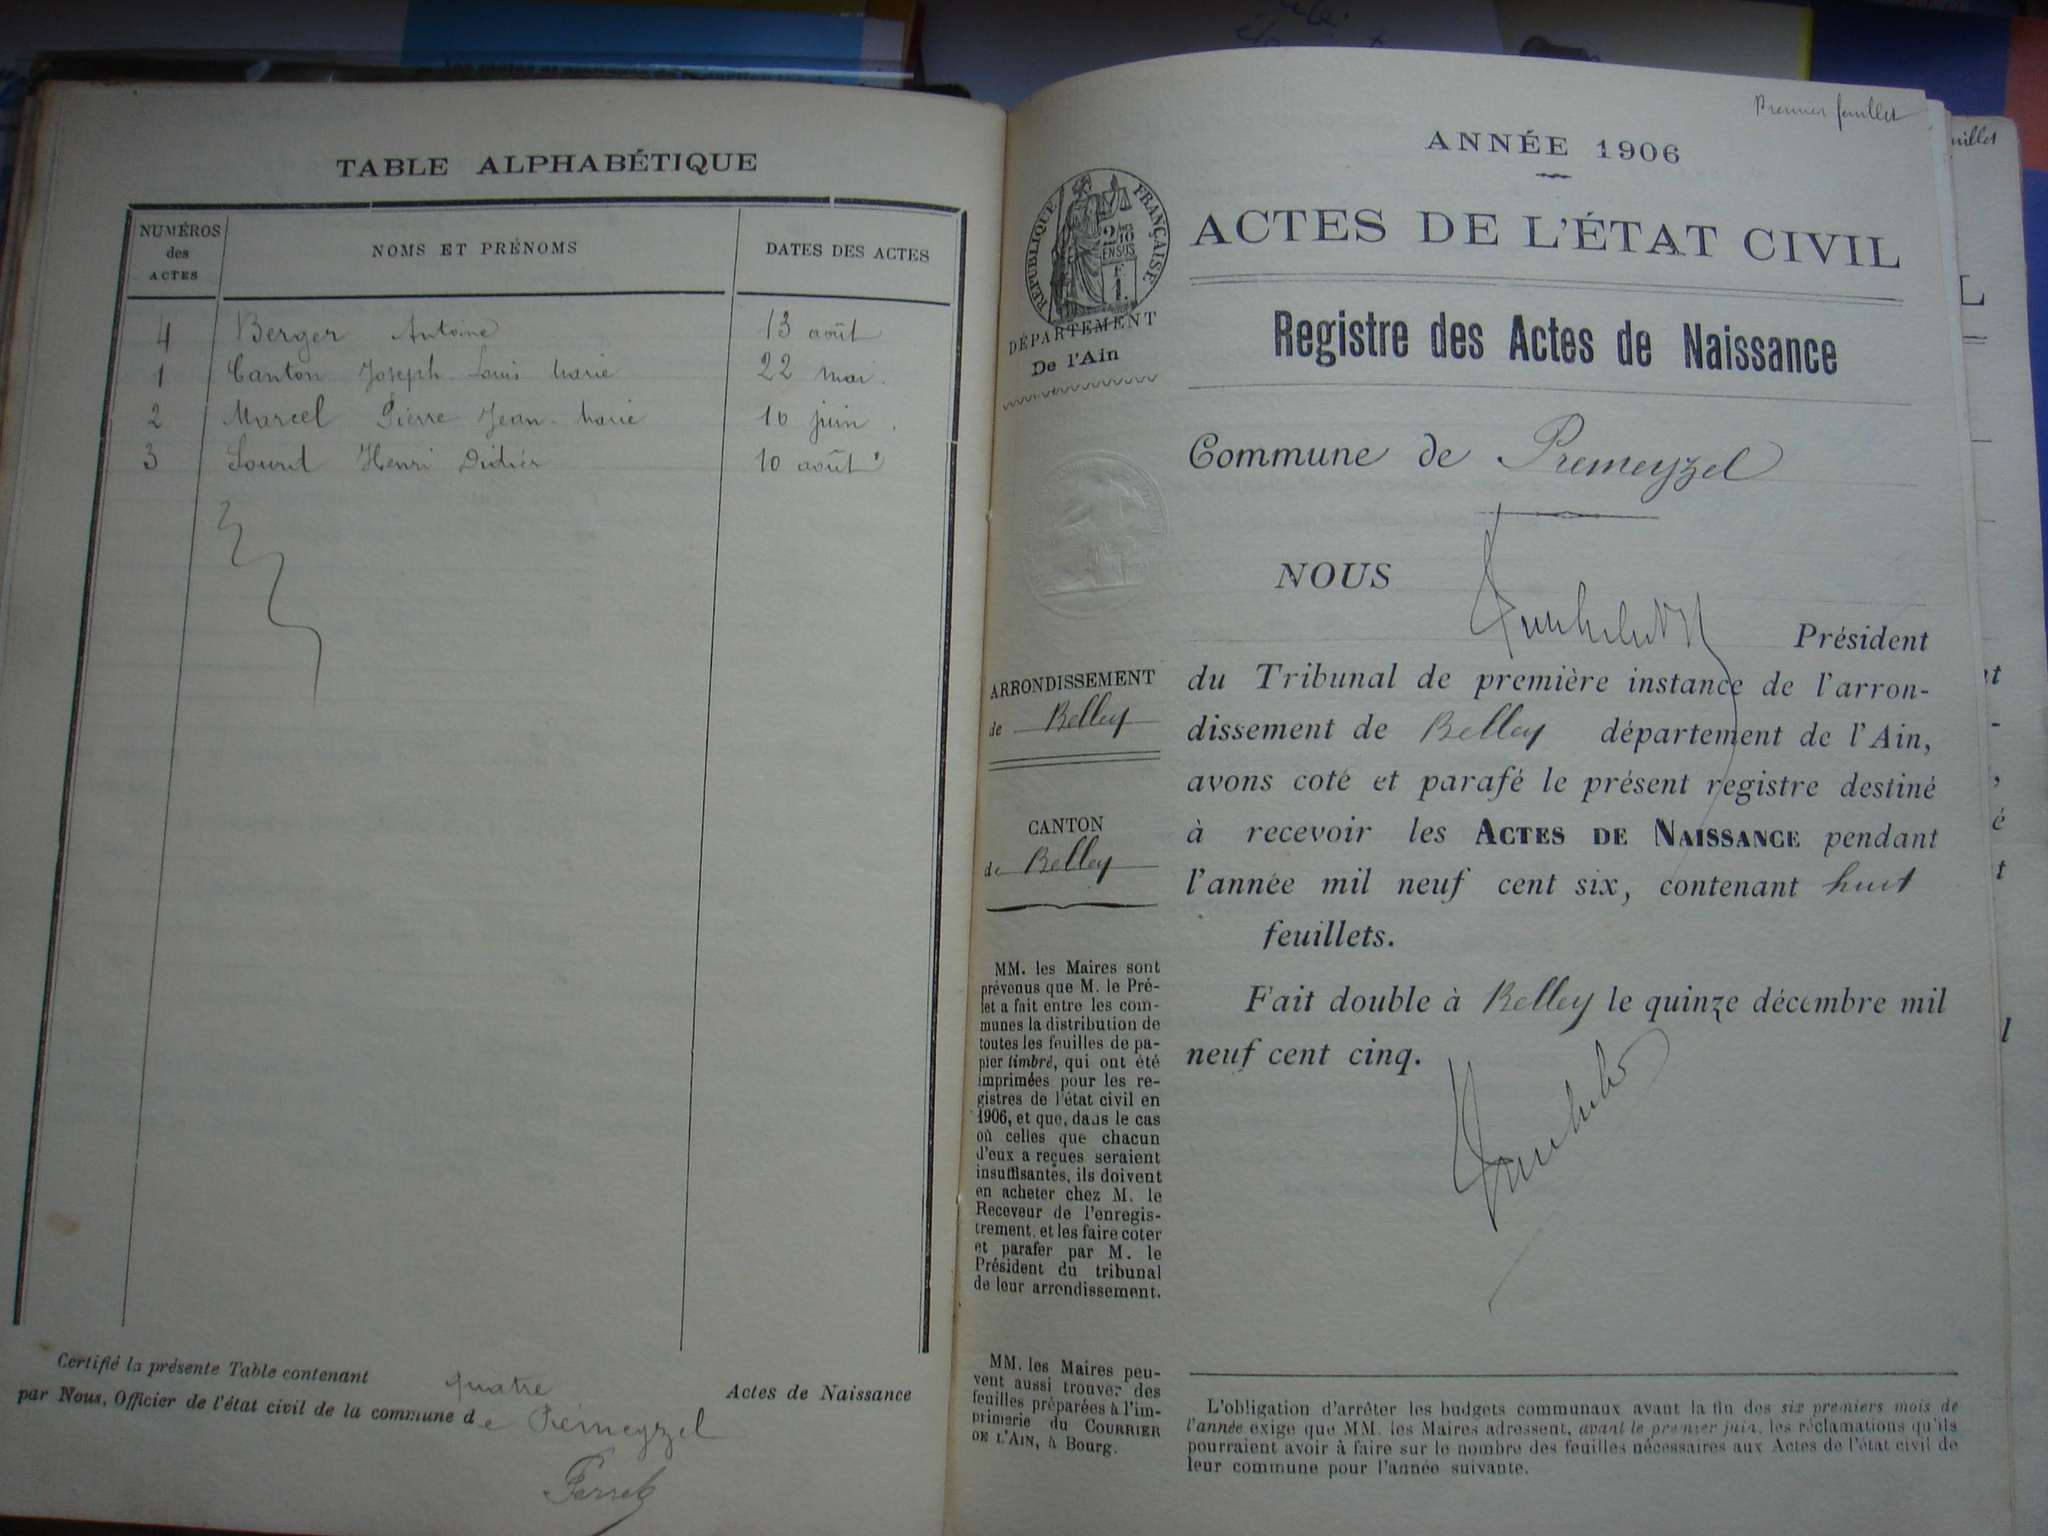 TABLE ALPHABÉTIQUE
NUMÉROS
des
ACTES
NOMS ET PRÉNOMS
DATES DES ACTES
4 Berger Antoine 13 août
1 Canton Joseph Louis Marie 22 mai.
2 Marcel Pierre Jean-Marie 10 juin.
3 Sourd Henri Didier 10 août
Certifié la présente Table contenant quatre Actes de Naissance
par Nous, Officier de l'état civil de la commune de Prémeyzel
Premier feuillet
ANNÉE 1906
ACTES DE L'ÉTAT CIVIL
RÉPUBLIQUE FRANÇAISE
2 10
EN SUS
F.
1.
DÉPARTEMENT
De l'Ain
Registre des Actes de Naissance
Commune de Premeyzel
NOUS
Président
du Tribunal de première instance de l'arron-
dissement de Belley département de l'Ain,
avons coté et parafé le présent registre destiné
à recevoir les ACTES DE NAISSANCE pendant
l'année mil neuf cent six, contenant huit
feuillets.
Fait double à Belley le quinze décembre mil
neuf cent cinq.
ARRONDISSEMENT
de Belley
CANTON
de Belley
MM. les Maires sont
prévenus que M. le Pré-
fet a fait entre les com-
munes la distribution de
toutes les feuilles de pa-
pier timbré, qui ont été
imprimées pour les re-
gistres de l'état civil en
1906, et que, dans le cas
où celles que chacun
d'eux a reçues seraient
insuffisantes, ils doivent
en acheter chez M. le
Receveur de l'enregis-
trement, et les faire coter
et parafer par M. le
Président du tribunal
de leur arrondissement.
MM. les Maires peu-
vent aussi trouver des
feuilles préparées à l'im-
primerie du COURRIER
DE L'AIN, à Bourg.
L'obligation d'arrêter les budgets communaux avant la fin des six premiers mois de
l'année exige que MM. les Maires adressent, avant le premier juin, les réclamations qu'ils
pourraient avoir à faire sur le nombre des feuilles nécessaires aux Actes de l'état civil de
leur commune pour l'année suivante.